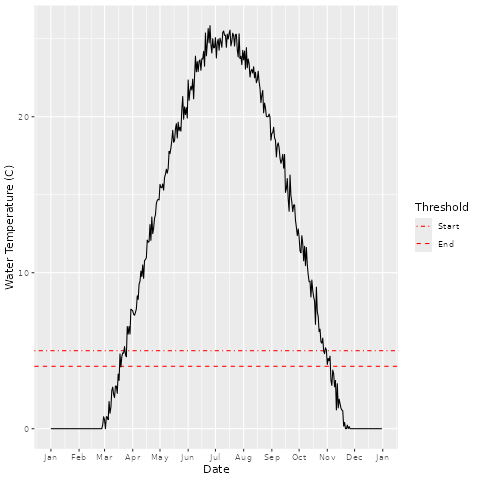 Water Temperature (C)
20
10
0
Jan Feb Mar Apr May Jun Jul Aug Sep Oct Nov Dec Jan
Date
Threshold
Start
End